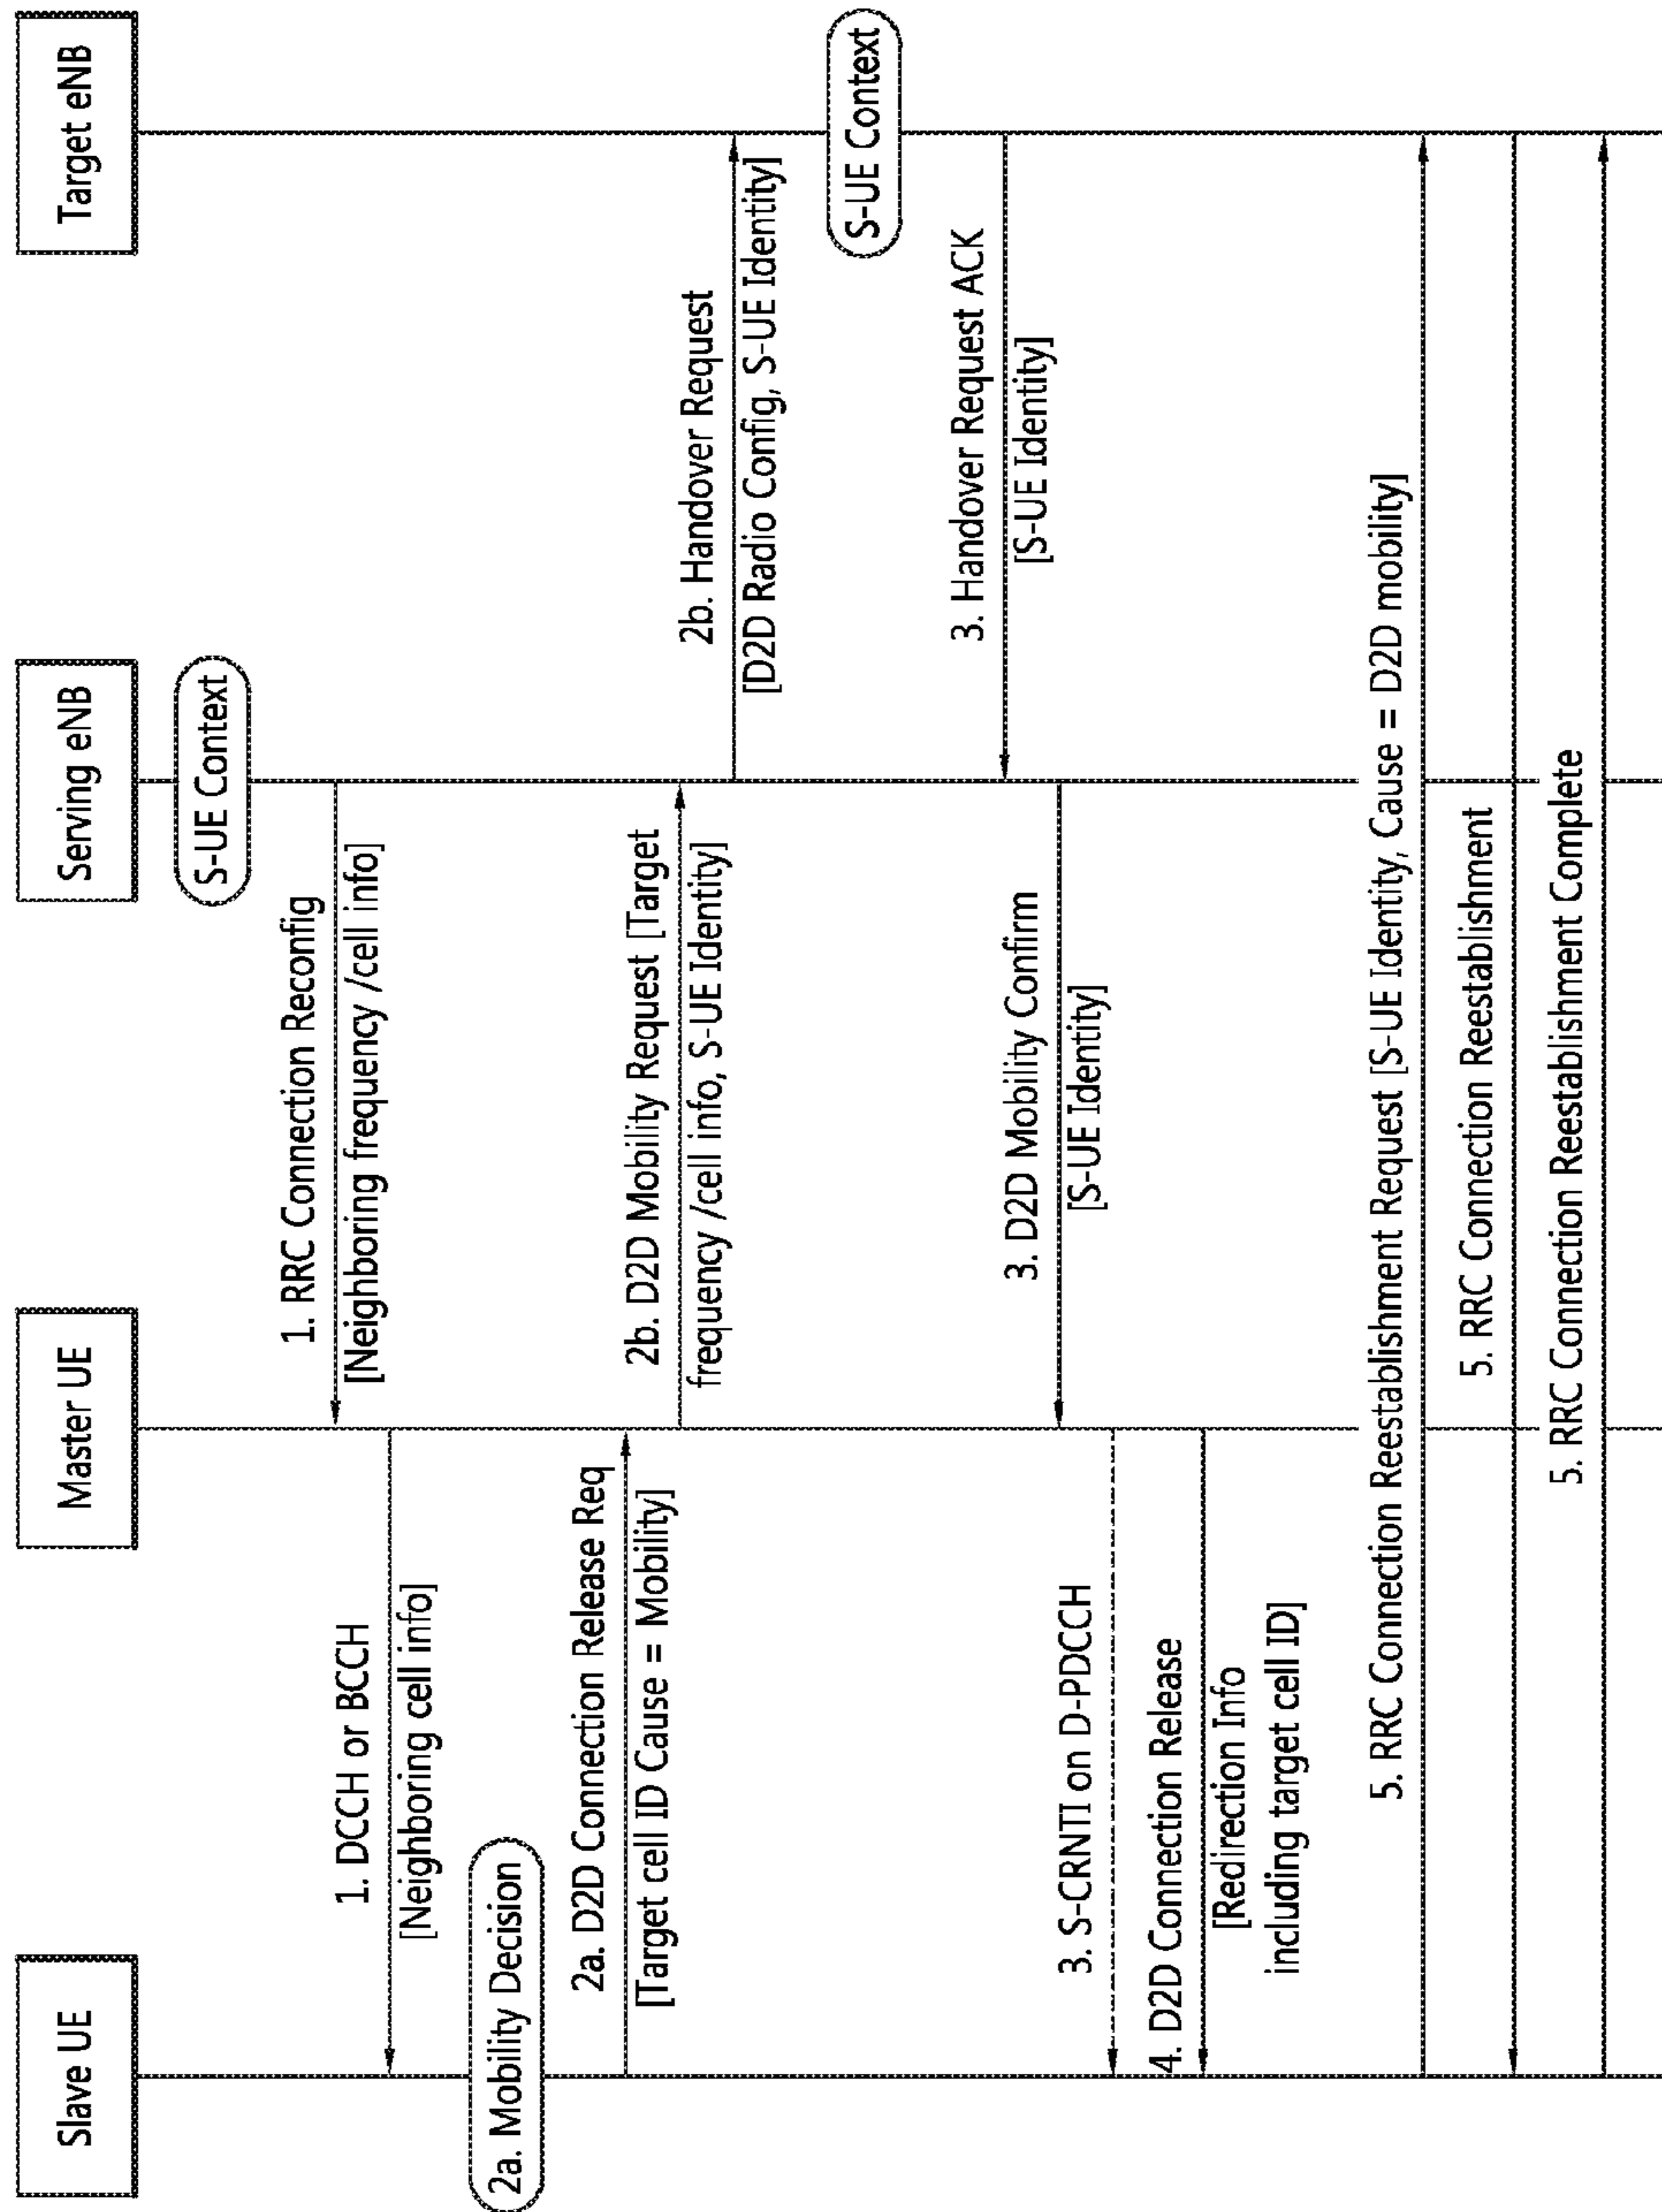 Slave UE
Master UE
Serving eNB
Target eNB
S-UE Context
1. RRC Connection Reconfig
[Neighboring frequency /cell info]
1. DCCH or BCCH
[Neighboring cell info]
2a. Mobility Decision
2a. D2D Connection Release Req
[Target cell ID Cause = Mobility]
2b. D2D Mobility Request [Target
frequency /cell info, S-UE Identity]
2b. Handover Request
[D2D Radio Config, S-UE Identity]
S-UE Context
3. Handover Request ACK
[S-UE Identity]
3. D2D Mobility Confirm
[S-UE Identity]
3. S-CRNTI on D-PDCCH
4. D2D Connection Release
[Redirection Info
including target cell ID]
5. RRC Connection Reestablishment Request [S-UE Identity, Cause = D2D mobility]
5. RRC Connection Reestablishment
5. RRC Connection Reestablishment Complete